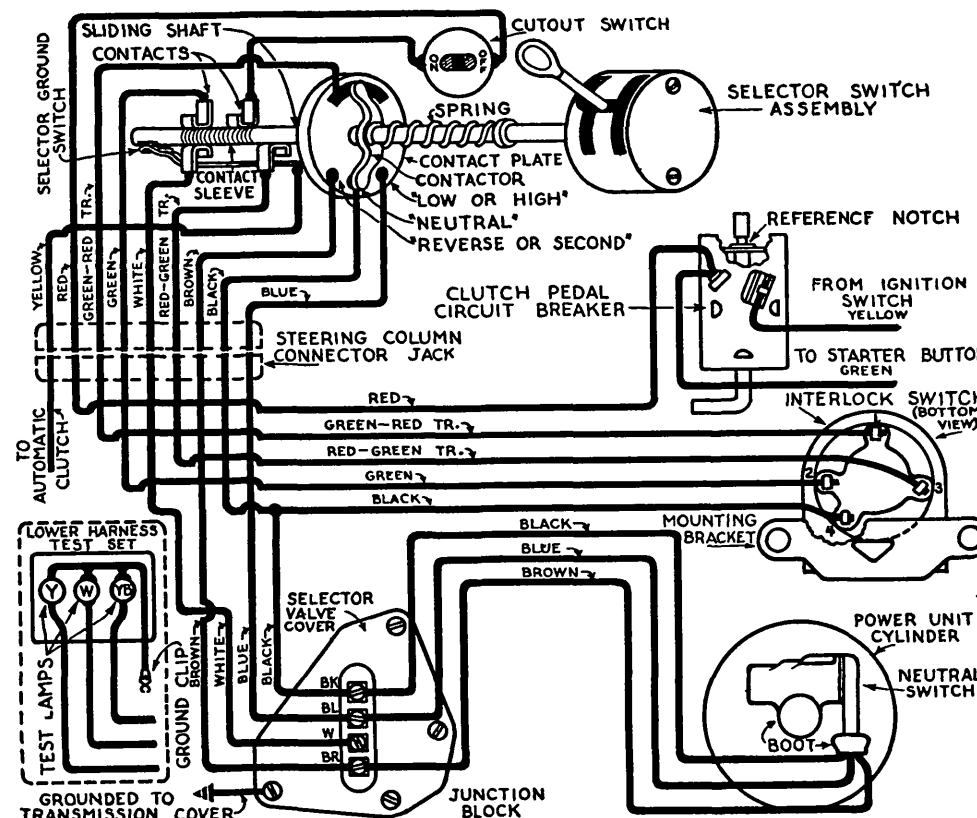 SLIDING SHAFT
CONTACTS
CUTOUT SWITCH
ON
OFF
SELECTOR GROUND
SWITCH
SPRING
SELECTOR SWITCH
ASSEMBLY
CONTACT
SLEEVE
CONTACT PLATE
CONTACTOR
"LOW OR HIGH"
"NEUTRAL"
"REVERSE OR SECOND"
REFERENCE NOTCH
YELLOW
RED
GREEN-RED TR.
GREEN
WHITE
RED-GREEN TR.
BROWN
BLACK
BLUE
CLUTCH PEDAL
CIRCUIT BREAKER
FROM IGNITION
SWITCH
YELLOW
STEERING COLUMN
CONNECTOR JACK
TO STARTER BUTTO
GREEN
RED
INTERLOCK SWITCH
(BOTTOM
VIEW)
GREEN-RED TR.
RED-GREEN TR.
GREEN
BLACK
1
2
3
4
TO
AUTOMATIC
CLUTCH
MOUNTING
BRACKET
LOWER HARNESS
TEST SET
Y
W
YB
TEST LAMPS
GROUND CLIP
BLACK
BLUE
BROWN
SELECTOR
VALVE
COVER
BROWN
WHITE
BLUE
BLACK
BK
BL
W
BR
POWER UNIT
CYLINDER
NEUTRAL
SWITCH
BOOT
JUNCTION
BLOCK
GROUNDED TO
TRANSMISSION COVER